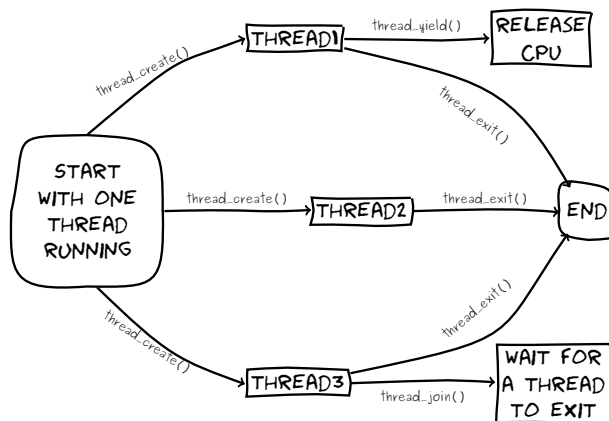 thread_create()
THREAD1
thread_yield()
RELEASE
CPU
thread_exit()
START
WITH ONE
THREAD
RUNNING
thread_create()
THREAD2
thread_exit()
END
thread_create()
THREAD3
thread_exit()
thread_join()
WAIT FOR
A THREAD
TO EXIT